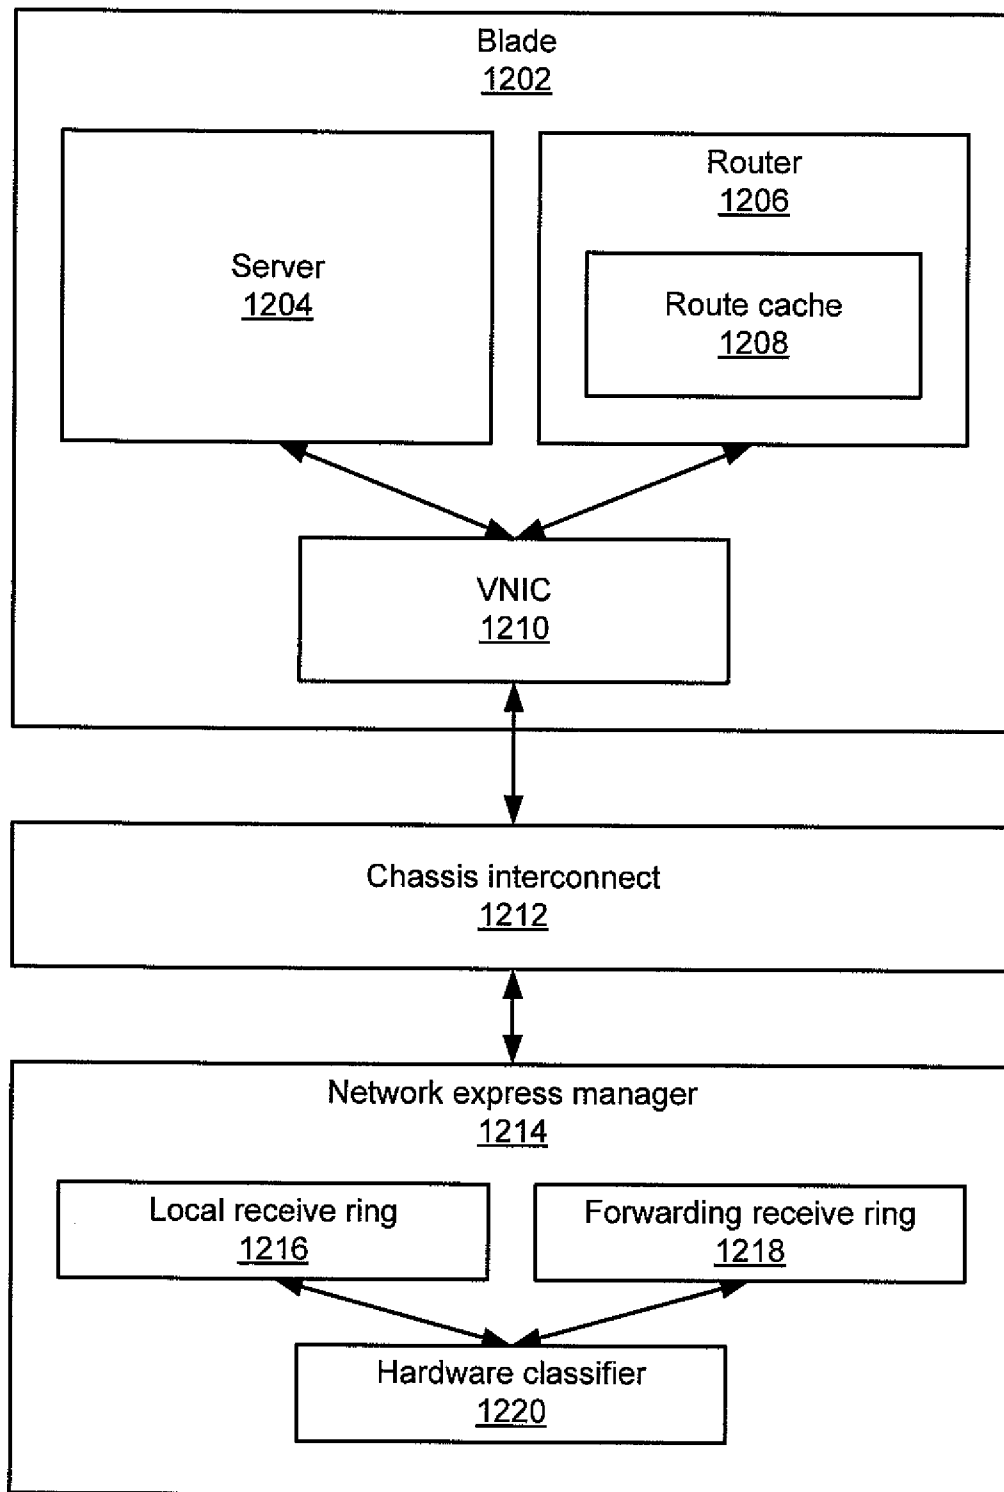 Blade
1202
Server
1204
Router
1206
Route cache
1208
VNIC
1210
Chassis interconnect
1212
Network express manager
1214
Local receive ring
1216
Forwarding receive ring
1218
Hardware classifier
1220